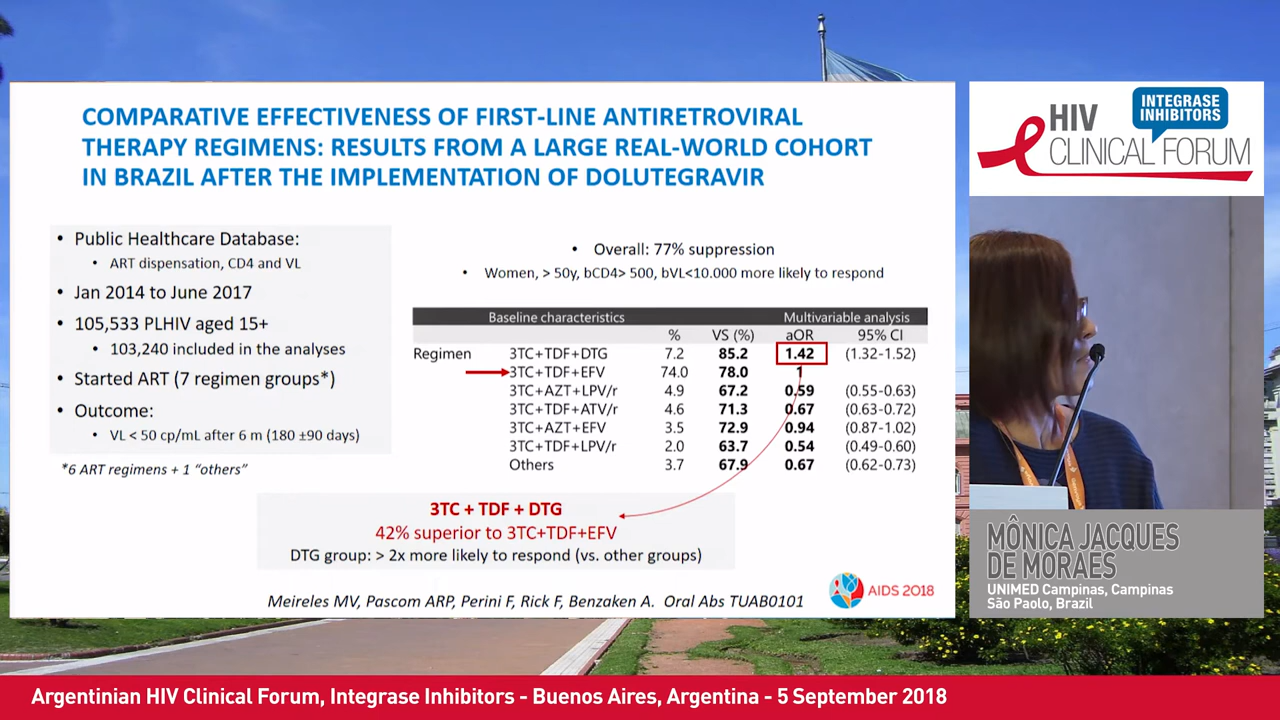 COMPARATIVE EFFECTIVENESS OF FIRST-LINE ANTIRETROVIRAL
THERAPY REGIMENS: RESULTS FROM A LARGE REAL-WORLD COHORT
IN BRAZIL AFTER THE IMPLEMENTATION OF DOLUTEGRAVIR
• Public Healthcare Database:
• ART dispensation, CD4 and VL
• Jan 2014 to June 2017
• 105,533 PLHIV aged 15+
• 103,240 included in the analyses
• Started ART (7 regimen groups*)
• Outcome:
• VL < 50 cp/mL after 6 m (180 ±90 days)
*6 ART regimens + 1 “others”
• Overall: 77% suppression
• Women, > 50y, bCD4> 500, bVL<10.000 more likely to respond
Baseline characteristics Multivariable analysis
% VS (%) aOR 95% CI
Regimen 3TC+TDF+DTG 7.2 85.2 1.42 (1.32-1.52)
3TC+TDF+EFV 74.0 78.0 1
3TC+AZT+LPV/r 4.9 67.2 0.59 (0.55-0.63)
3TC+TDF+ATV/r 4.6 71.3 0.67 (0.63-0.72)
3TC+AZT+EFV 3.5 72.9 0.94 (0.87-1.02)
3TC+TDF+LPV/r 2.0 63.7 0.54 (0.49-0.60)
Others 3.7 67.9 0.67 (0.62-0.73)
3TC + TDF + DTG
42% superior to 3TC+TDF+EFV
DTG group: > 2x more likely to respond (vs. other groups)
AIDS 2018
Meireles MV, Pascom ARP, Perini F, Rick F, Benzaken A. Oral Abs TUAB0101
INTEGRASE
INHIBITORS
HIV
CLINICAL FORUM
MÔNICA JACQUES
DE MORAES
UNIMED Campinas, Campinas
São Paolo, Brazil
Argentinian HIV Clinical Forum, Integrase Inhibitors - Buenos Aires, Argentina - 5 September 2018